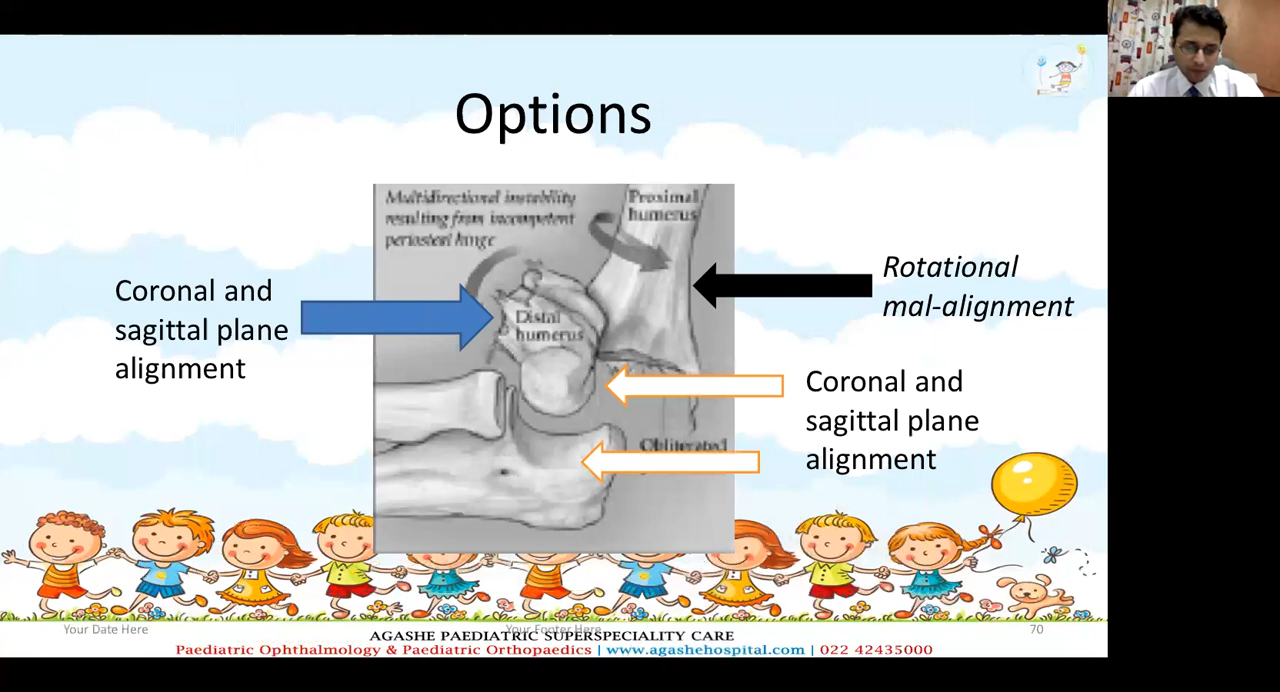 Options
Multidirectional instability
resulting from incompetent
periosteal hinge
Proximal
humerus
Coronal and
sagittal plane
alignment
Distal
humerus
Rotational
mal-alignment
Coronal and
sagittal plane
alignment
Obliterated
Your Date Here
Your Footer Here
70
AGASHE PAEDIATRIC SUPERSPECIALITY CARE
Paediatric Ophthalmology & Paediatric Orthopaedics | www.agashehospital.com | 022 42435000